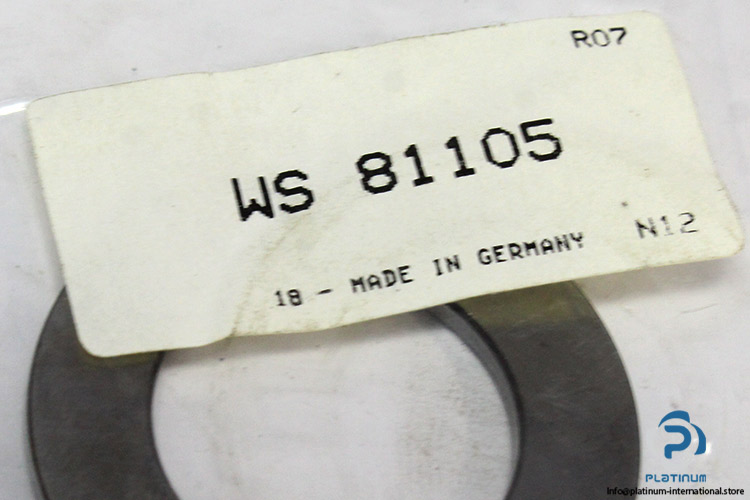 R07
WS 81105
18 - MADE IN GERMANY
N12
PLATINUM
Info@platinum-international.store